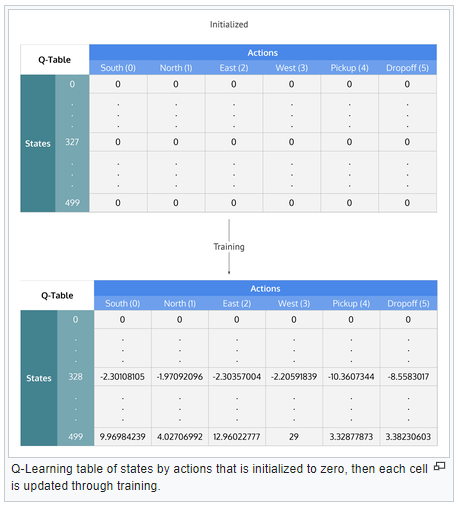 Initialized
Q-Table Actions
South (0) North (1) East (2) West (3) Pickup (4) Dropoff (5)
0 0 0 0 0 0 0
. . . . . . .
. . . . . . .
. . . . . . .
States 327 0 0 0 0 0 0
. . . . . . .
. . . . . . .
. . . . . . .
499 0 0 0 0 0 0
Training
Q-Table Actions
South (0) North (1) East (2) West (3) Pickup (4) Dropoff (5)
0 0 0 0 0 0 0
. . . . . . .
. . . . . . .
. . . . . . .
States 328 -2.30108105 -1.97092096 -2.30357004 -2.20591839 -10.3607344 -8.5583017
. . . . . . .
. . . . . . .
. . . . . . .
499 9.96984239 4.02706992 12.96022777 29 3.32877873 3.38230603
Q-Learning table of states by actions that is initialized to zero, then each cell
is updated through training.